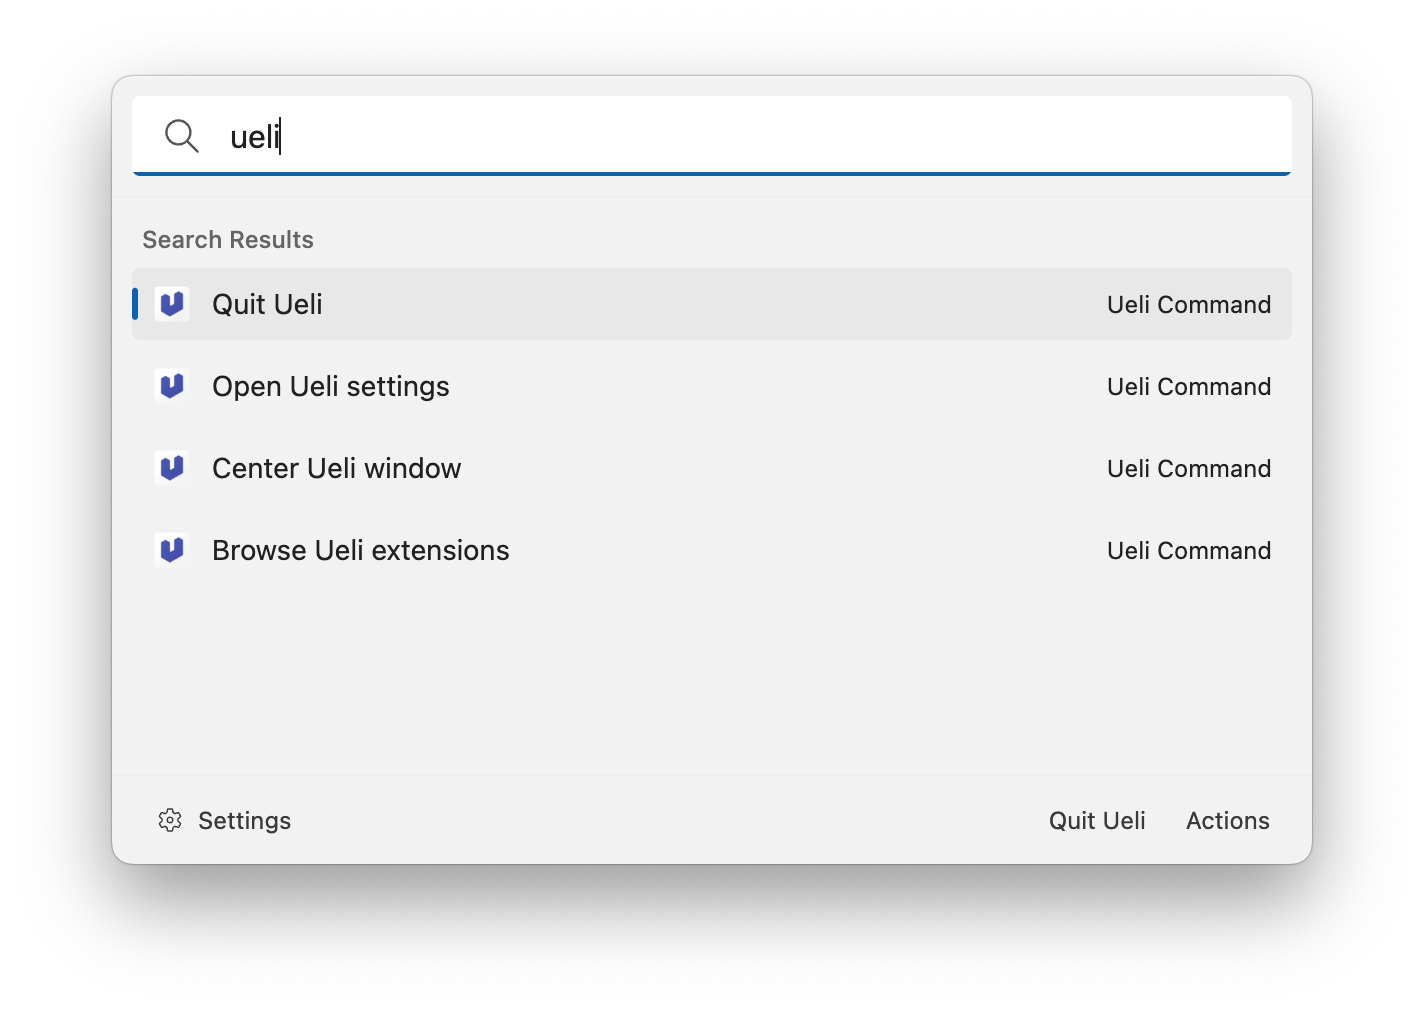 ueli
Search Results
Quit Ueli Ueli Command
Open Ueli settings Ueli Command
Center Ueli window Ueli Command
Browse Ueli extensions Ueli Command
Settings Quit Ueli Actions